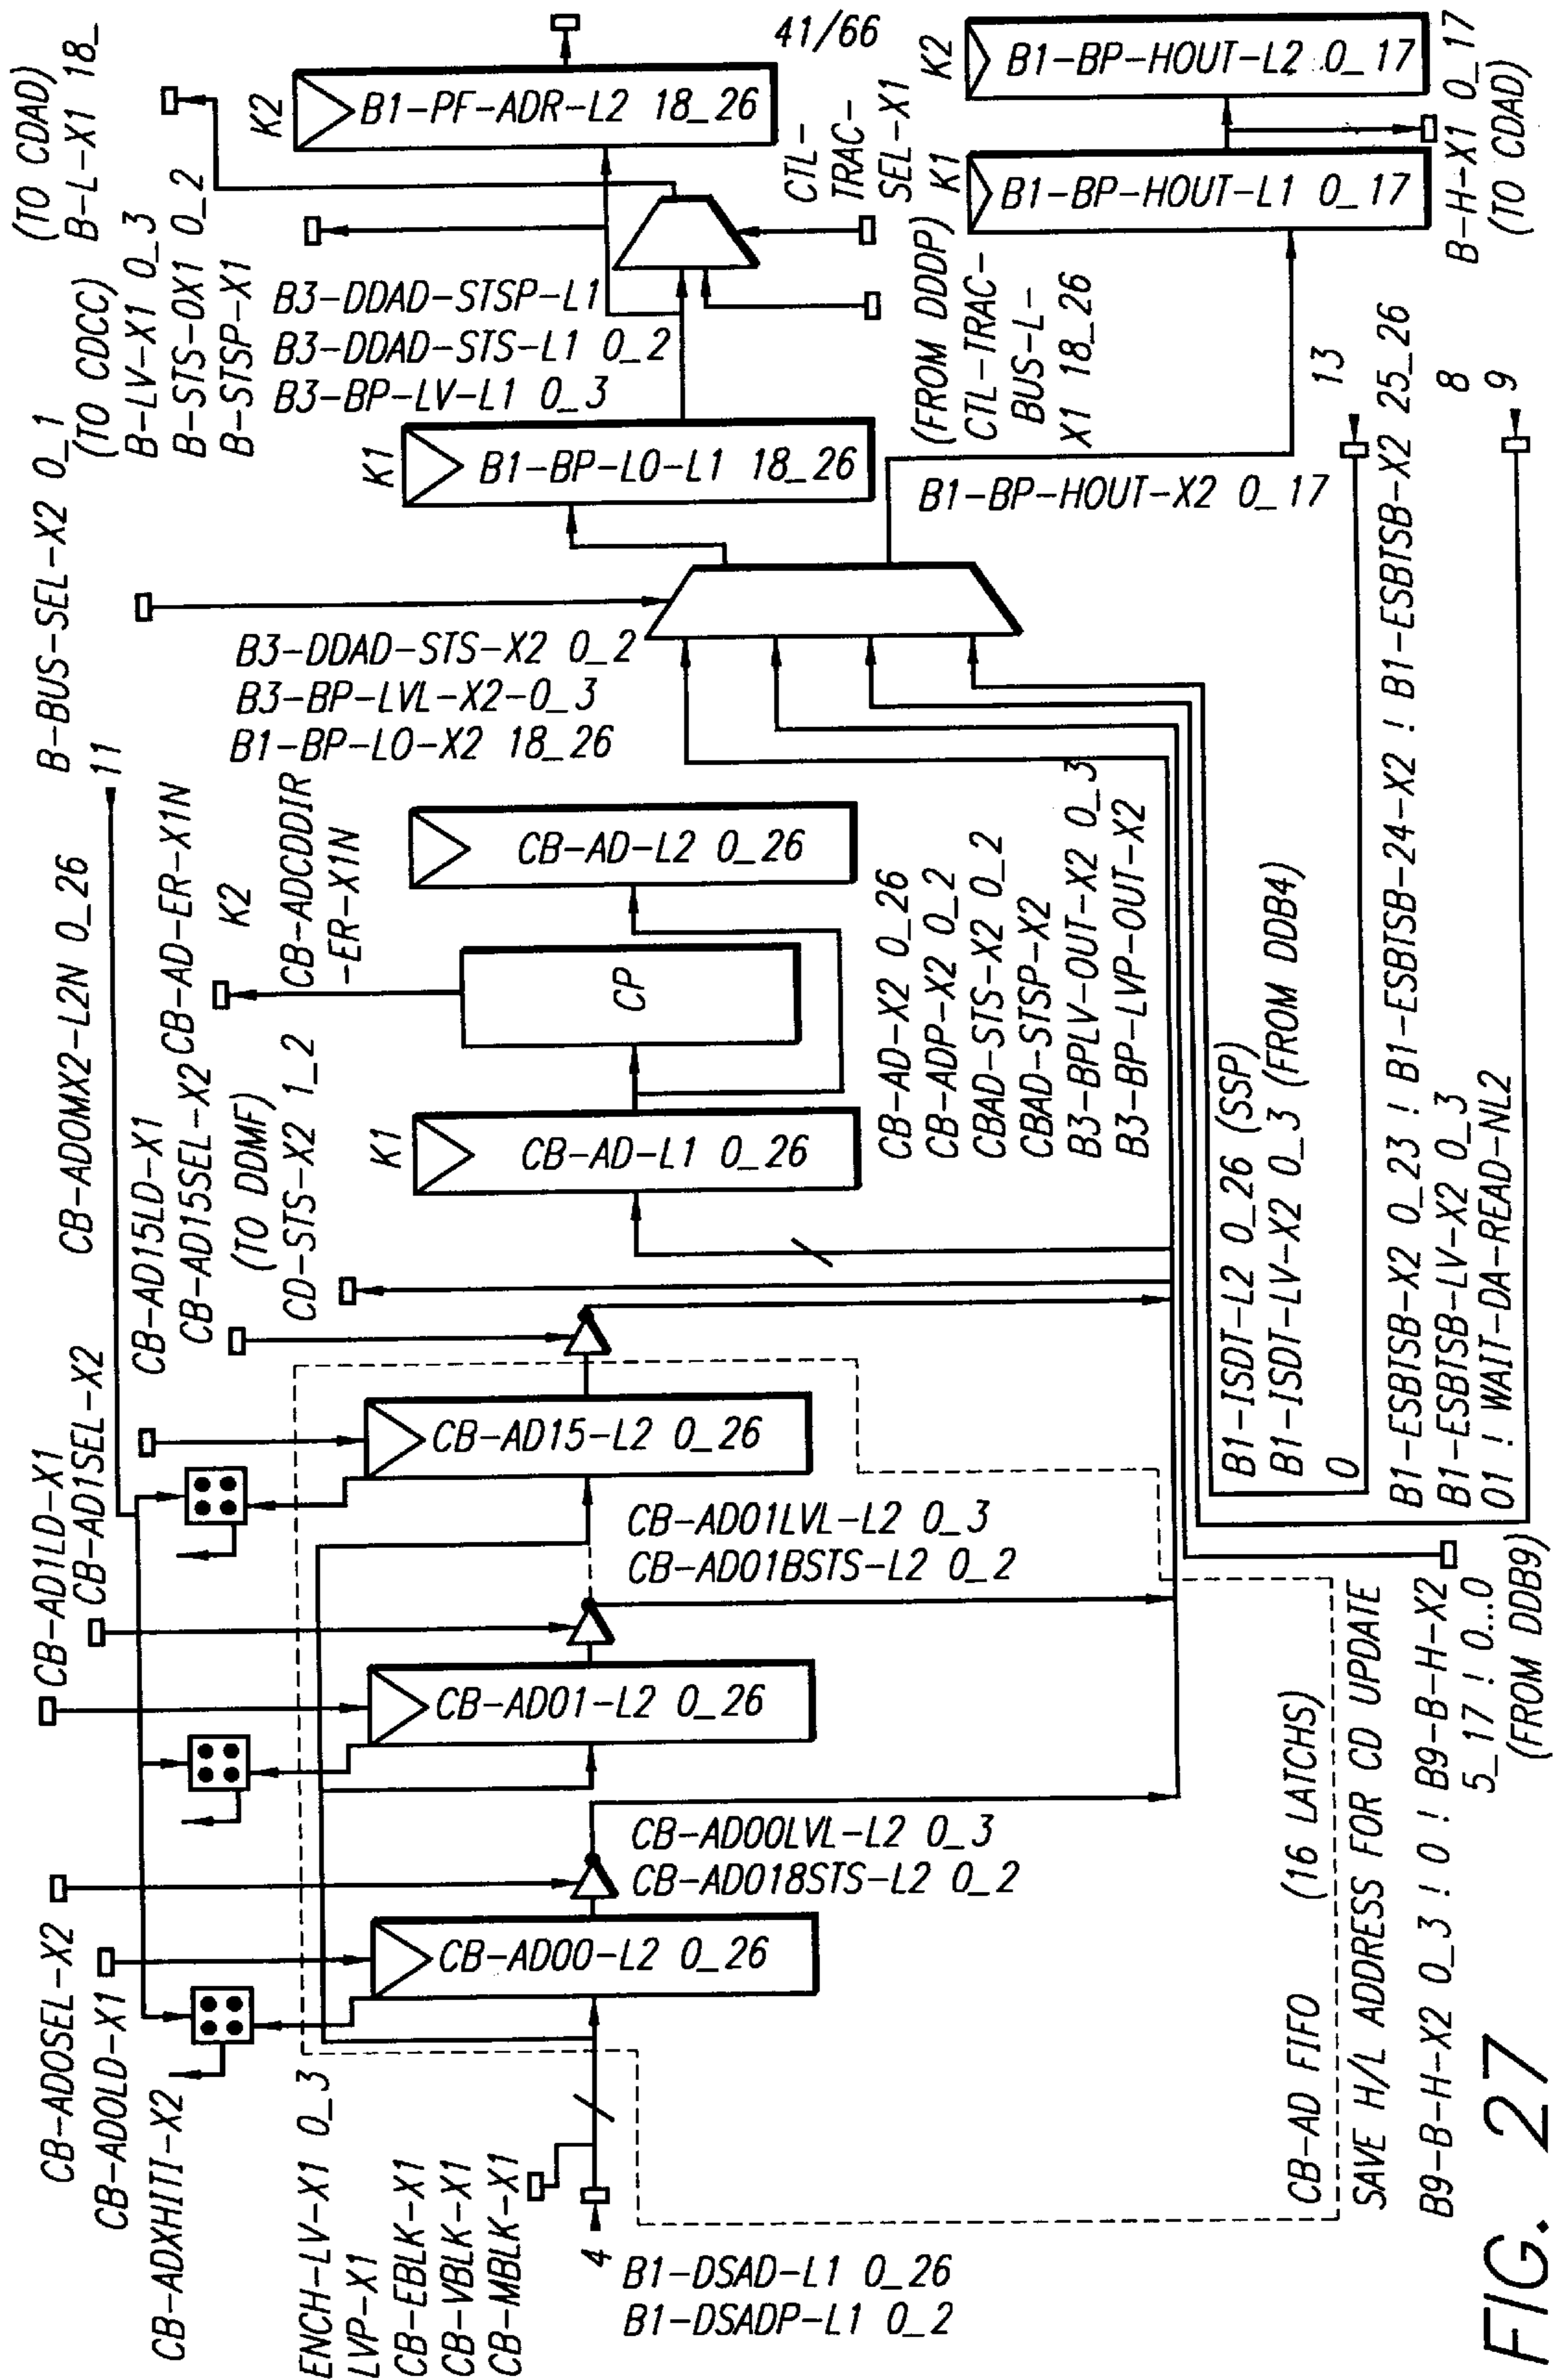 CB-AD0SEL-X2
CB-AD0LD-X1
CB-ADXHITI-X2
CB-AD1LD-X1
CB-AD1SEL-X2
11
CB-AD0MX2-L2N 0_26
CB-AD15LD-X1
CB-AD15SEL-X2
(TO DDMF)
CD-STS-X2 1_2
CB-AD-ER-X1N
K2
CB-ADCDDIR
-ER-X1N
B-BUS-SEL-X2 0_1
(TO CDCC)
B-LV-X1 0_3
B-STS-0X1 0_2
B-STSP-X1
(TO CDAD)
B-L-X1 18_
ENCH-LV-X1 0_3
LVP-X1
CB-EBLK-X1
CB-VBLK-X1
CB-MBLK-X1
4
B1-DSAD-L1 0_26
B1-DSADP-L1 0_2
CB-AD00-L2 0_26
CB-AD00LVL-L2 0_3
CB-AD018STS-L2 0_2
CB-AD01-L2 0_26
CB-AD01LVL-L2 0_3
CB-AD01BSTS-L2 0_2
CB-AD15-L2 0_26
K1
CB-AD-L1 0_26
CP
CB-AD-L2 0_26
CB-AD-X2 0_26
CB-ADP-X2 0_2
CBAD-STS-X2 0_2
CBAD-STSP-X2
B3-BPLV-OUT-X2 0_3
B3-BP-LVP-OUT-X2
B3-DDAD-STS-X2 0_2
B3-BP-LVL-X2-0_3
B1-BP-LO-X2 18_26
K1
B1-BP-LO-L1 18_26
B3-DDAD-STSP-L1
B3-DDAD-STS-L1 0_2
B3-BP-LV-L1 0_3
K2
B1-PF-ADR-L2 18_26
41/66
CTL-
TRAC-
SEL-X1
(FROM DDDP)
CTL-TRAC-
BUS-L-
X1 18_26
B1-BP-HOUT-X2 0_17
K1
B1-BP-HOUT-L1 0_17
K2
B1-BP-HOUT-L2 0_17
B-H-X1 0_17
(TO CDAD)
B1-ISDT-L2 0_26 (SSP)
B1-ISDT-LV-X2 0_3 (FROM DDB4)
0
13
B1-ESBTSB-X2 0_23 ! B1-ESBTSB-24-X2 ! B1-ESBTSB-X2 25_26
B1-ESBTSB-LV-X2 0_3
8
01 ! WAIT-DA-READ-NL2
9
CB-AD FIFO (16 LATCHS)
SAVE H/L ADDRESS FOR CD UPDATE
B9-B-H-X2 0_3 ! 0 ! B9-B-H-X2
5_17 ! 0...0
(FROM DDB9)
FIG. 27